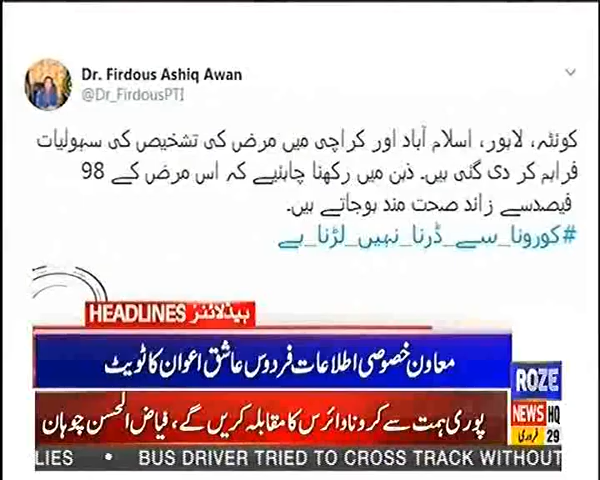 Dr. Firdous Ashiq Awan
@Dr_FirdousPTI
کوئٹہ، لاہور، اسلام آباد اور کراچی میں مرض کی تشخیص کی سہولیات
فراہم کر دی گئی ہیں۔ ذہن میں رکھنا چاہئیے کہ اس مرض کے 98
فیصدسے زائد صحت مند ہوجاتے ہیں۔
#کورونا_سے_ڈرنا_نہیں_لڑنا_ہے
HEADLINES ہیڈلائنز
معاون خصوصی اطلاعات فردوس عاشق اعوان کا ٹویٹ
پوری ہمت سے کرونا وائرس کا مقابلہ کریں گے، فیاض الحسن چوہان
ROZE
NEWS HQ
29 فروری
LIES • BUS DRIVER TRIED TO CROSS TRACK WITHOUT